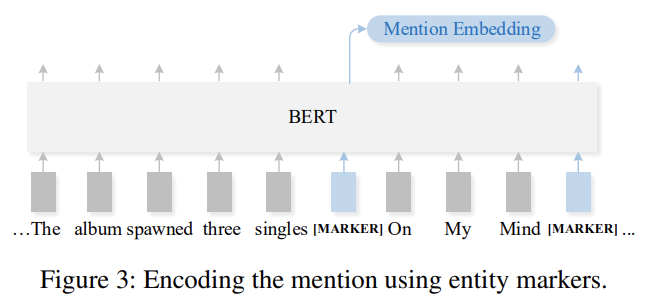 Mention Embedding
BERT
…The album spawned three singles [MARKER] On My Mind [MARKER] ...
Figure 3: Encoding the mention using entity markers.